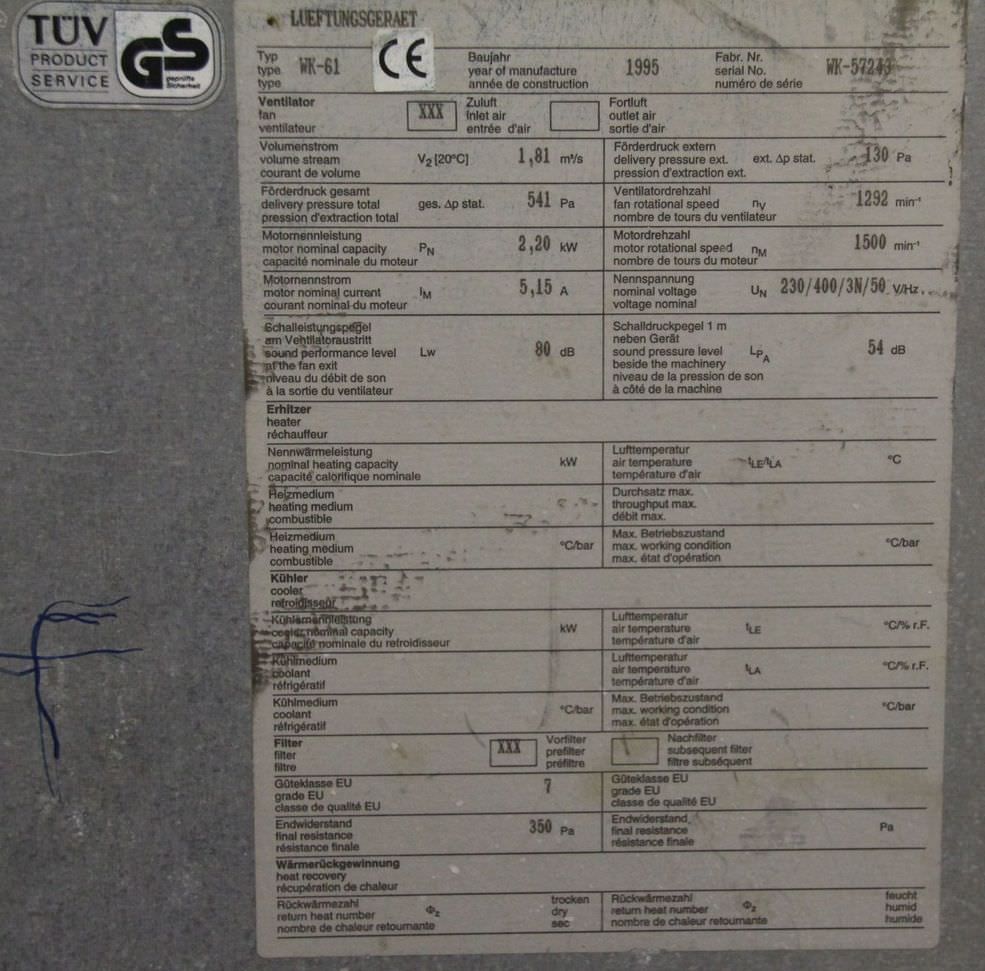 TÜV
PRODUCT
SERVICE
GS
geprüfte
Sicherheit
LUEFTUNGSGERAET
Typ
type WK-61
type
CE
Baujahr
year of manufacture 1995
année de construction
Fabr. Nr.
serial No. WK-57243
numéro de série
Ventilator
fan
ventilateur
XXX
Zuluft
inlet air
entrée d'air
Fortluft
outlet air
sortie d'air
Volumenstrom
volume stream V2 [20°C] 1,81 m³/s
courant de volume
Förderdruck extern
delivery pressure ext. ext. Δp stat. 130 Pa
pression d'extraction ext.
Förderdruck gesamt
delivery pressure total ges. Δp stat. 541 Pa
pression d'extraction total
Ventilatordrehzahl
fan rotational speed nV 1292 min⁻¹
nombre de tours du ventilateur
Motornennleistung
motor nominal capacity PN 2,20 kW
capacité nominale du moteur
Motordrehzahl
motor rotational speed nM 1500 min⁻¹
nombre de tours du moteur
Motornennstrom
motor nominal current IM 5,15 A
courant nominal du moteur
Nennspannung
nominal voltage UN 230/400/3N/50 V/Hz
voltage nominal
Schalleistungspegel
am Ventilatoraustritt
sound performance level Lw 80 dB
at the fan exit
niveau du débit de son
à la sortie du ventilateur
Schalldruckpegel 1 m
neben Gerät
sound pressure level LPA 54 dB
beside the machinery
niveau de la pression de son
à côté de la machine
Erhitzer
heater
réchauffeur
Nennwärmeleistung
nominal heating capacity kW
capacité calorifique nominale
Lufttemperatur
air temperature tLE/tLA °C
température d'air
Heizmedium
heating medium
combustible
Durchsatz max.
throughput max.
débit max.
Heizmedium
heating medium °C/bar
combustible
Max. Betriebszustand
max. working condition °C/bar
max. état d'opération
Kühler
cooler
retroidisseur
Kühlernennleistung
cooler nominal capacity kW
capacité nominale du retroidisseur
Lufttemperatur
air temperature tLE °C/% r.F.
température d'air
Kühlmedium
coolant
réfrigératif
Lufttemperatur
air temperature tLA °C/% r.F.
température d'air
Kühlmedium
coolant °C/bar
réfrigératif
Max. Betriebszustand
max. working condition °C/bar
max. état d'opération
Filter
filter
filtre
XXX
Vorfilter
prefilter
préfiltre
Nachfilter
subsequent filter
filtre subséquent
Güteklasse EU
grade EU 7
classe de qualité EU
Güteklasse EU
grade EU
classe de qualité EU
Endwiderstand
final resistance 350 Pa
résistance finale
Endwiderstand
final resistance Pa
résistance finale
Wärmerückgewinnung
heat recovery
récupération de chaleur
Rückwärmezahl trocken
return heat number Φz dry
nombre de chaleur retournante sec
Rückwärmezahl feucht
return heat number Φz humid
nombre de chaleur retournante humide